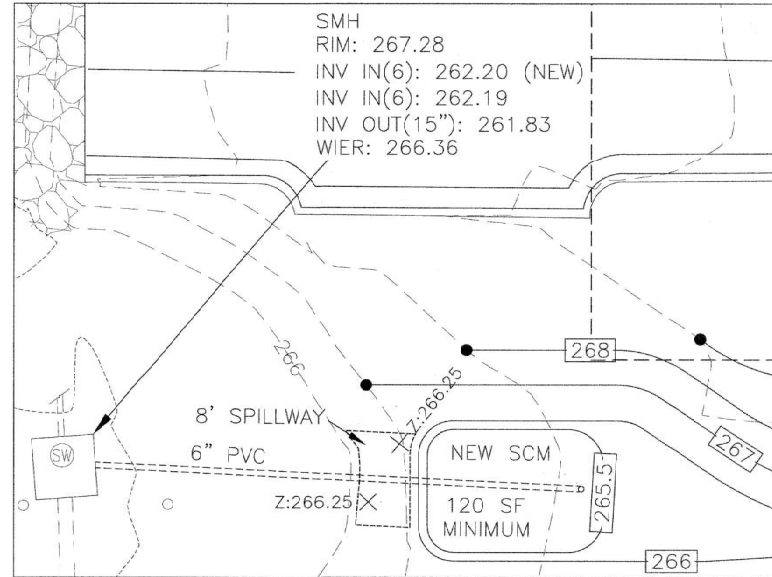 SMH
RIM: 267.28
INV IN(6): 262.20 (NEW)
INV IN(6): 262.19
INV OUT(15"): 261.83
WIER: 266.36
266
268
Z:266.25
8' SPILLWAY
6" PVC
SW
NEW SCM
267
Z:266.25
120 SF
MINIMUM
265.5
266